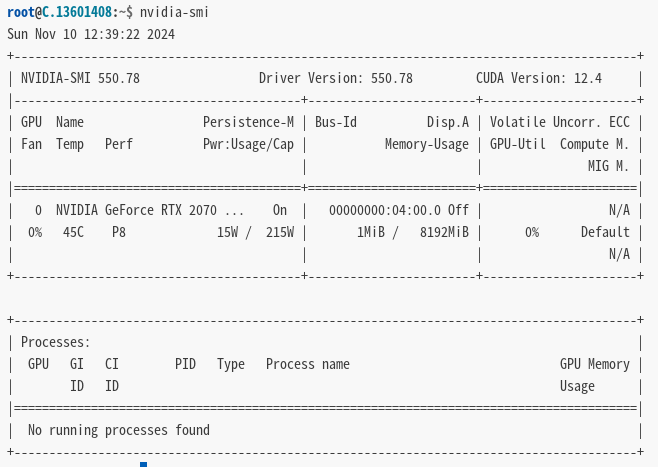 root@C.13601408:~$ nvidia-smi
Sun Nov 10 12:39:22 2024
+-----------------------------------------------------------------------------------------+
| NVIDIA-SMI 550.78                 Driver Version: 550.78         CUDA Version: 12.4     |
|-----------------------------------------+------------------------+----------------------+
| GPU  Name                 Persistence-M | Bus-Id          Disp.A | Volatile Uncorr. ECC |
| Fan  Temp   Perf          Pwr:Usage/Cap |           Memory-Usage | GPU-Util  Compute M. |
|                                         |                        |               MIG M. |
|=========================================+========================+======================|
|   0  NVIDIA GeForce RTX 2070 ...    On  |   00000000:04:00.0 Off |                  N/A |
|  0%   45C    P8             15W /  215W |       1MiB /   8192MiB |      0%      Default |
|                                         |                        |                  N/A |
+-----------------------------------------+------------------------+----------------------+

+-----------------------------------------------------------------------------------------+
| Processes:                                                                              |
|  GPU   GI   CI        PID   Type   Process name                              GPU Memory |
|        ID   ID                                                               Usage      |
|=========================================================================================|
|  No running processes found                                                             |
+-----------------------------------------------------------------------------------------+